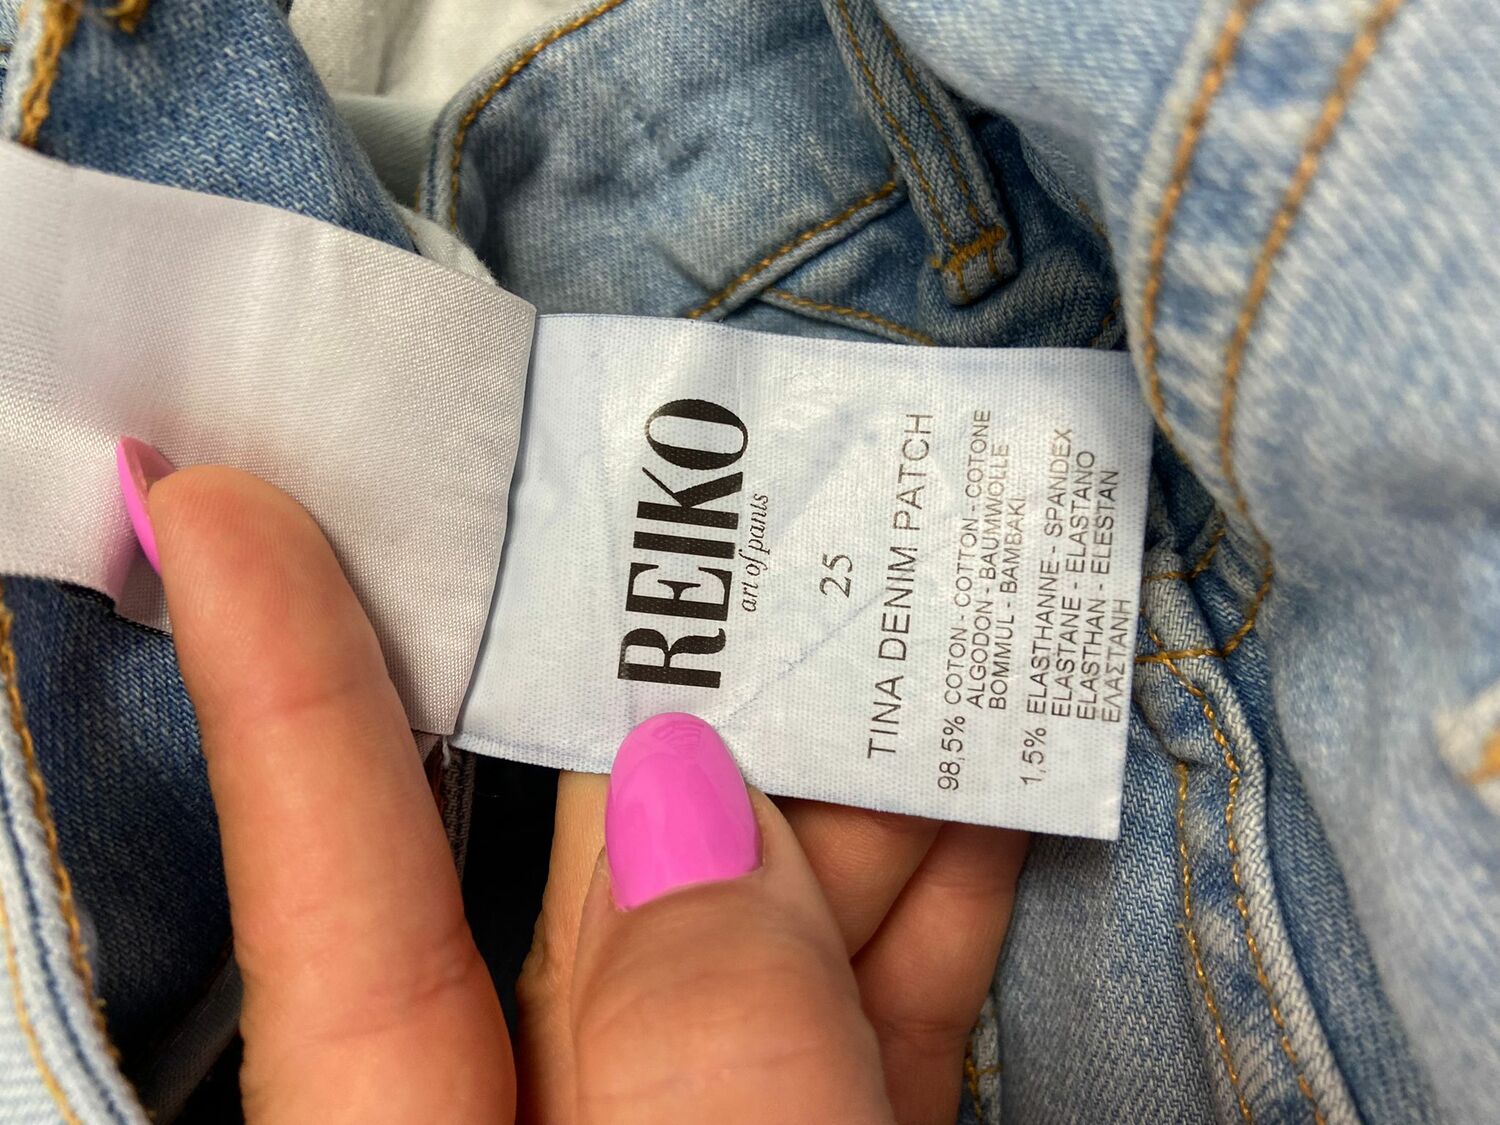 REIKO
art of pants
25
TINA DENIM PATCH
98,5% COTON - COTTON - COTONE
ALGODON - BAUMWOLLE
BOMMUL - BAMBAKI
1,5% ELASTHANNE - SPANDEX
ELASTANE - ELASTANO
ELASTHAN - ELESTAN
ΕΛΑΣΤΑΝΗ